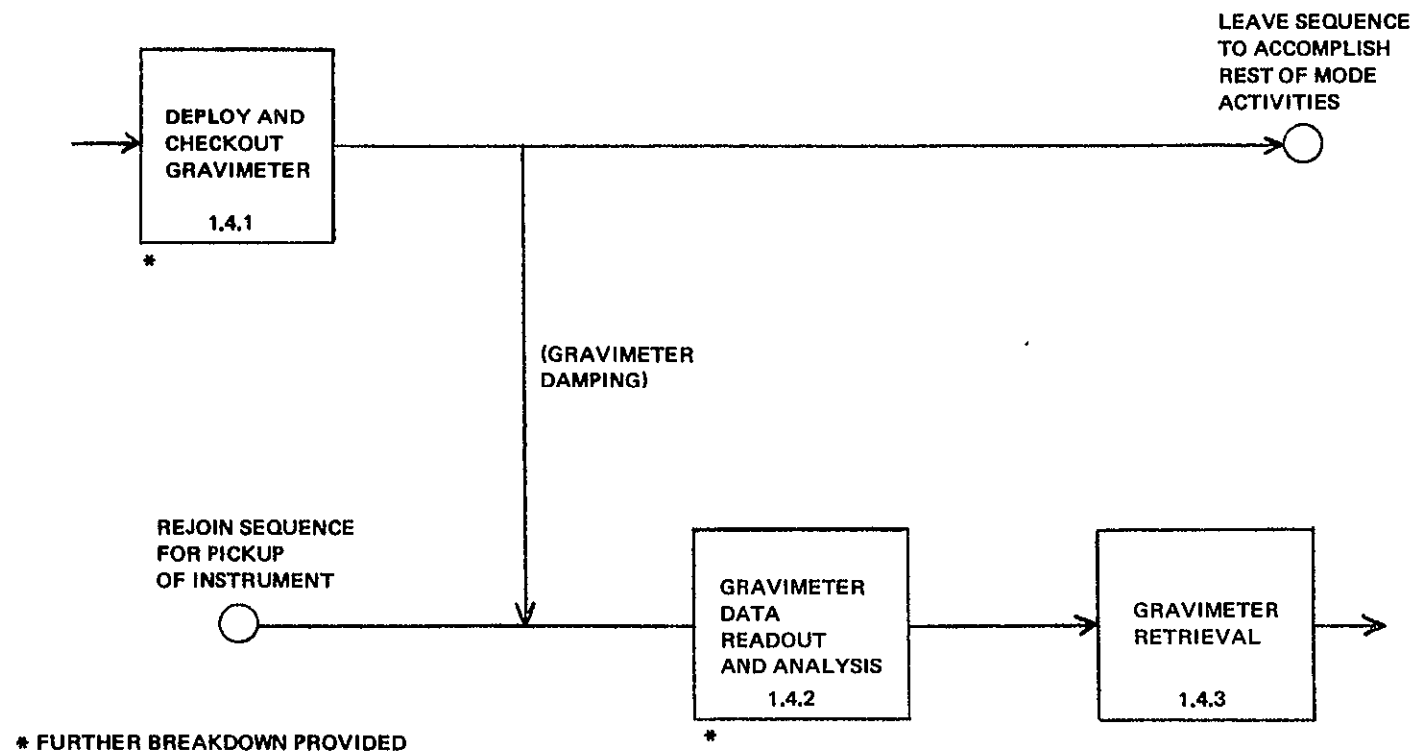 LEAVE SEQUENCE
TO ACCOMPLISH
REST OF MODE
ACTIVITIES
DEPLOY AND
CHECKOUT
GRAVIMETER
1.4.1
*
(GRAVIMETER
DAMPING)
REJOIN SEQUENCE
FOR PICKUP
OF INSTRUMENT
GRAVIMETER
DATA
READOUT
AND ANALYSIS
1.4.2
*
GRAVIMETER
RETRIEVAL
1.4.3
* FURTHER BREAKDOWN PROVIDED